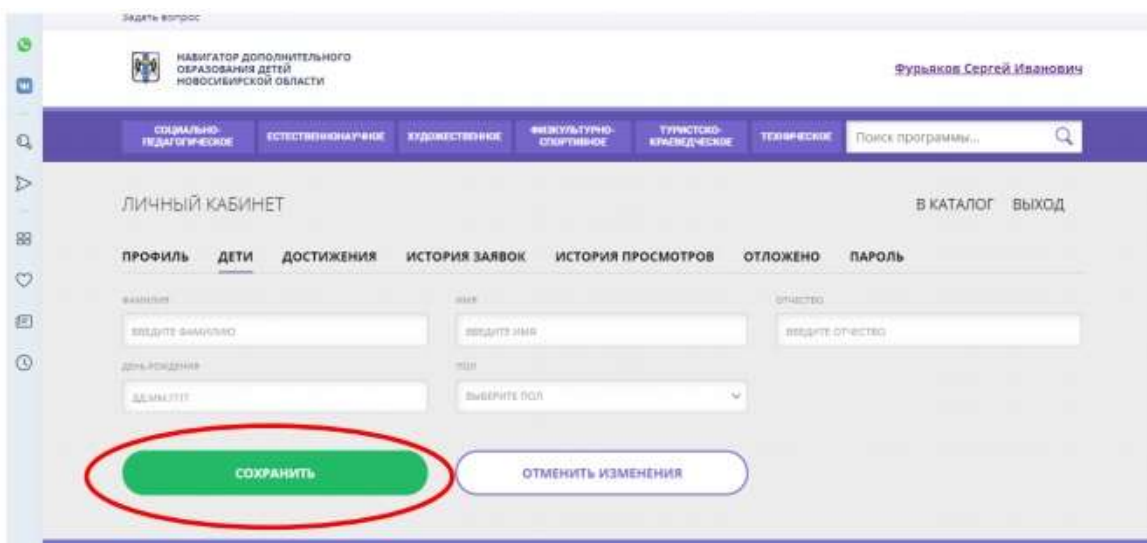 Задать вопрос
НАВИГАТОР ДОПОЛНИТЕЛЬНОГО
ОБРАЗОВАНИЯ ДЕТЕЙ
НОВОСИБИРСКОЙ ОБЛАСТИ
Фурьяков Сергей Иванович
СОЦИАЛЬНО-
ПЕДАГОГИЧЕСКОЕ
ЕСТЕСТВЕННОНАУЧНОЕ
ХУДОЖЕСТВЕННОЕ
ФИЗКУЛЬТУРНО-
СПОРТИВНОЕ
ТУРИСТСКО-
КРАЕВЕДЧЕСКОЕ
ТЕХНИЧЕСКОЕ
Поиск программы...
ЛИЧНЫЙ КАБИНЕТ
В КАТАЛОГ ВЫХОД
ПРОФИЛЬ ДЕТИ ДОСТИЖЕНИЯ ИСТОРИЯ ЗАЯВОК ИСТОРИЯ ПРОСМОТРОВ ОТЛОЖЕНО ПАРОЛЬ
ФАМИЛИЯ ИМЯ ОТЧЕСТВО
ВВЕДИТЕ ФАМИЛИЮ ВВЕДИТЕ ИМЯ ВВЕДИТЕ ОТЧЕСТВО
ДЕНЬ РОЖДЕНИЯ ПОЛ
ДД.ММ.ГГГГ ВЫБЕРИТЕ ПОЛ
СОХРАНИТЬ ОТМЕНИТЬ ИЗМЕНЕНИЯ